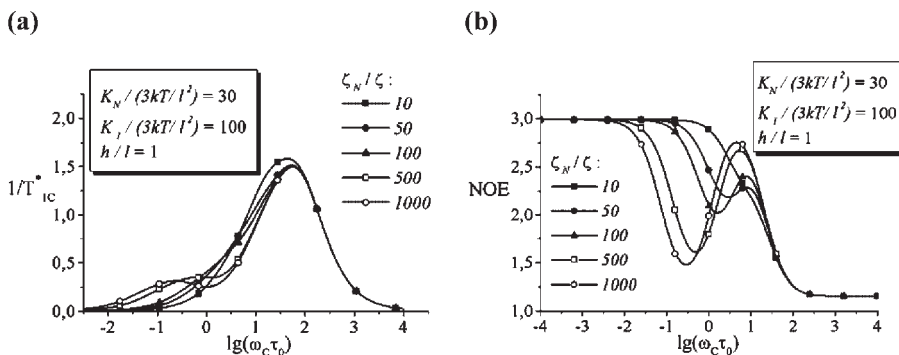 (a)
K_N / (3kT/l²) = 30
K_1 / (3kT/l²) = 100
h / l = 1
ζ_N / ζ :
10
50
100
500
1000
2,0
1,5
1,0
0,5
0,0
1/T*_1C
-2 -1 0 1 2 3 4
lg(ω_C τ_0)
(b)
K_N / (3kT/l²) = 30
K_1 / (3kT/l²) = 100
h / l = 1
ζ_N / ζ :
10
50
100
500
1000
3,0
2,5
2,0
1,5
1,0
NOE
-4 -3 -2 -1 0 1 2 3 4
lg(ω_C τ_0)